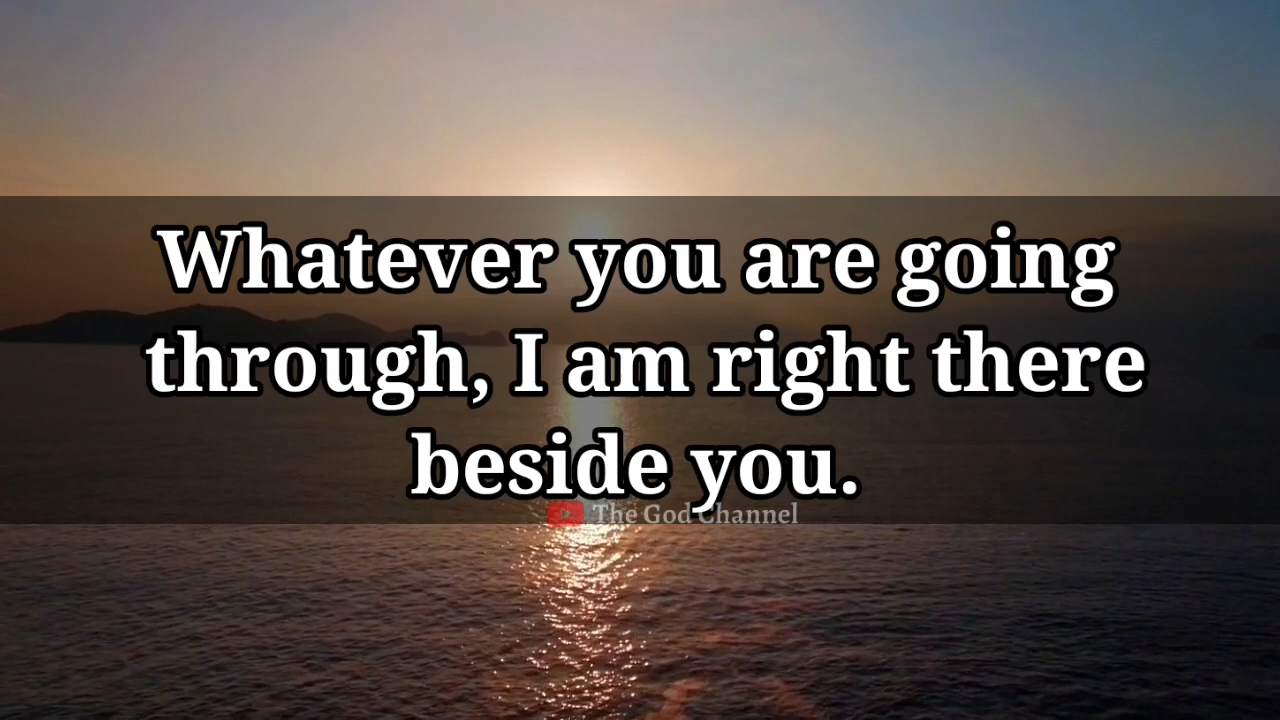 Whatever you are going
through, I am right there
beside you.
The God Channel